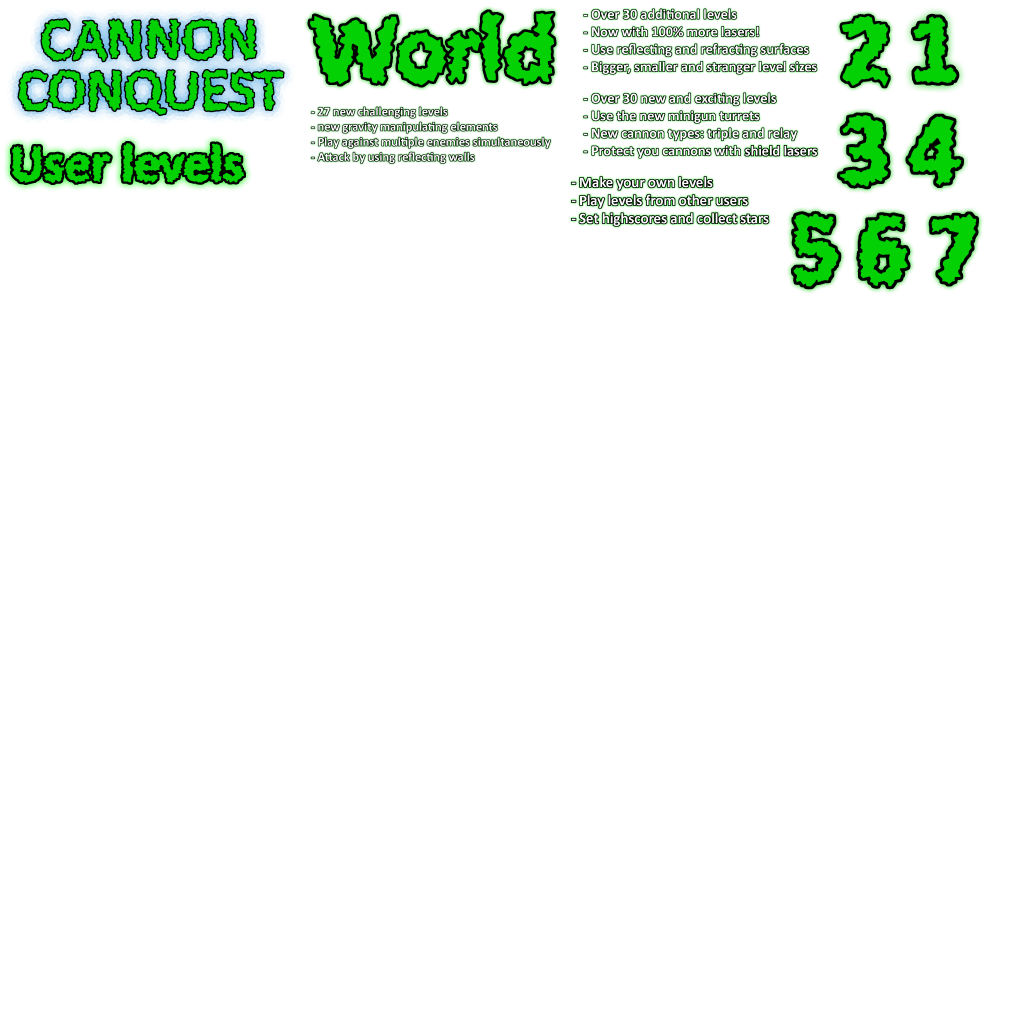 CANNON
CONQUEST
User levels
World
- 27 new challenging levels
- new gravity manipulating elements
- Play against multiple enemies simultaneously
- Attack by using reflecting walls
- Over 30 additional levels
- Now with 100% more lasers!
- Use reflecting and refracting surfaces
- Bigger, smaller and stranger level sizes
- Over 30 new and exciting levels
- Use the new minigun turrets
- New cannon types: triple and relay
- Protect you cannons with shield lasers
- Make your own levels
- Play levels from other users
- Set highscores and collect stars
2 1
3 4
5 6 7